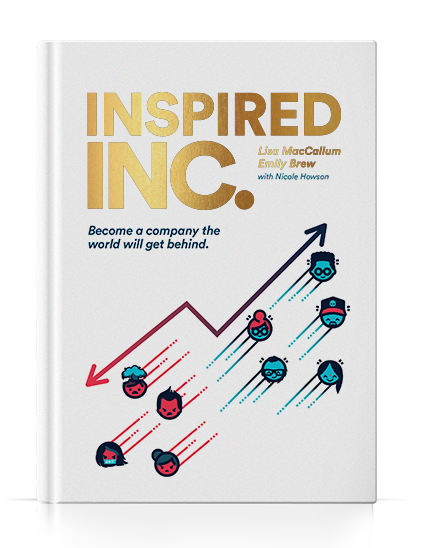 INSPIRED
INC.
Lisa MacCallum
Emily Brew
with Nicole Howson
Become a company the
world will get behind.